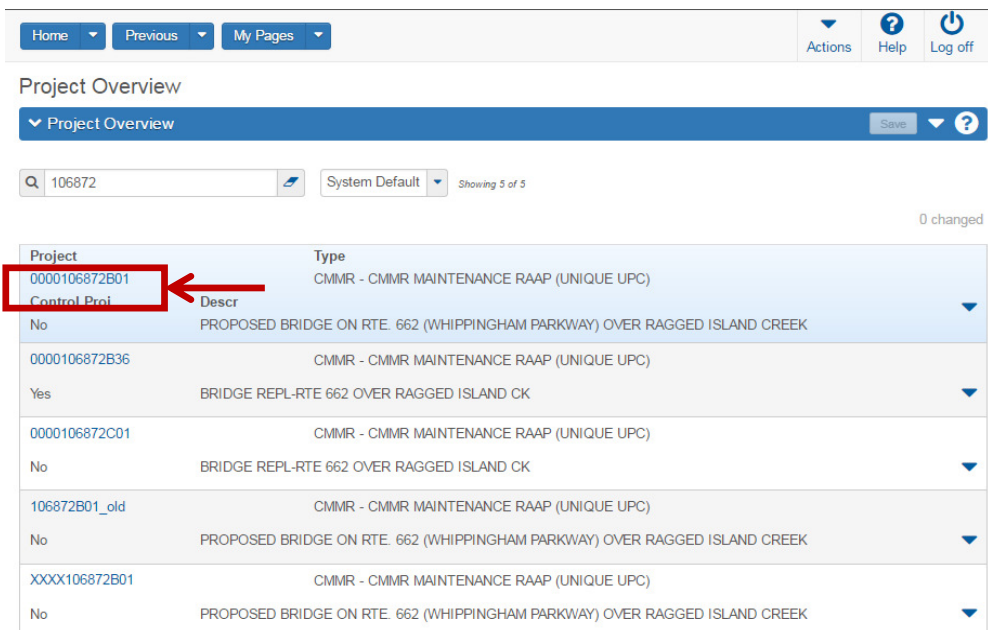 Home Previous My Pages Actions Help Log off
Project Overview
Project Overview Save
106872 System Default Showing 5 of 5
0 changed
Project Type
0000106872B01 CMMR - CMMR MAINTENANCE RAAP (UNIQUE UPC)
Control Proj Descr
No PROPOSED BRIDGE ON RTE. 662 (WHIPPINGHAM PARKWAY) OVER RAGGED ISLAND CREEK
0000106872B36 CMMR - CMMR MAINTENANCE RAAP (UNIQUE UPC)
Yes BRIDGE REPL-RTE 662 OVER RAGGED ISLAND CK
0000106872C01 CMMR - CMMR MAINTENANCE RAAP (UNIQUE UPC)
No BRIDGE REPL-RTE 662 OVER RAGGED ISLAND CK
106872B01_old CMMR - CMMR MAINTENANCE RAAP (UNIQUE UPC)
No PROPOSED BRIDGE ON RTE. 662 (WHIPPINGHAM PARKWAY) OVER RAGGED ISLAND CREEK
XXXX106872B01 CMMR - CMMR MAINTENANCE RAAP (UNIQUE UPC)
No PROPOSED BRIDGE ON RTE. 662 (WHIPPINGHAM PARKWAY) OVER RAGGED ISLAND CREEK